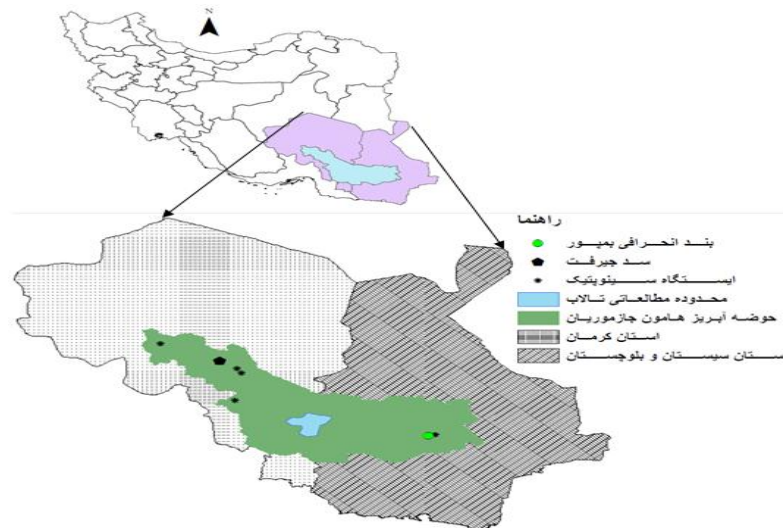 N
راهنما
بند انحرافی بمپور
سد جیرفت
ایستگاه سینوپتیک
محدوده مطالعاتی تالاب
حوضه آبریز هامون جازموریان
استان کرمان
ستان سیستان و بلوچستان